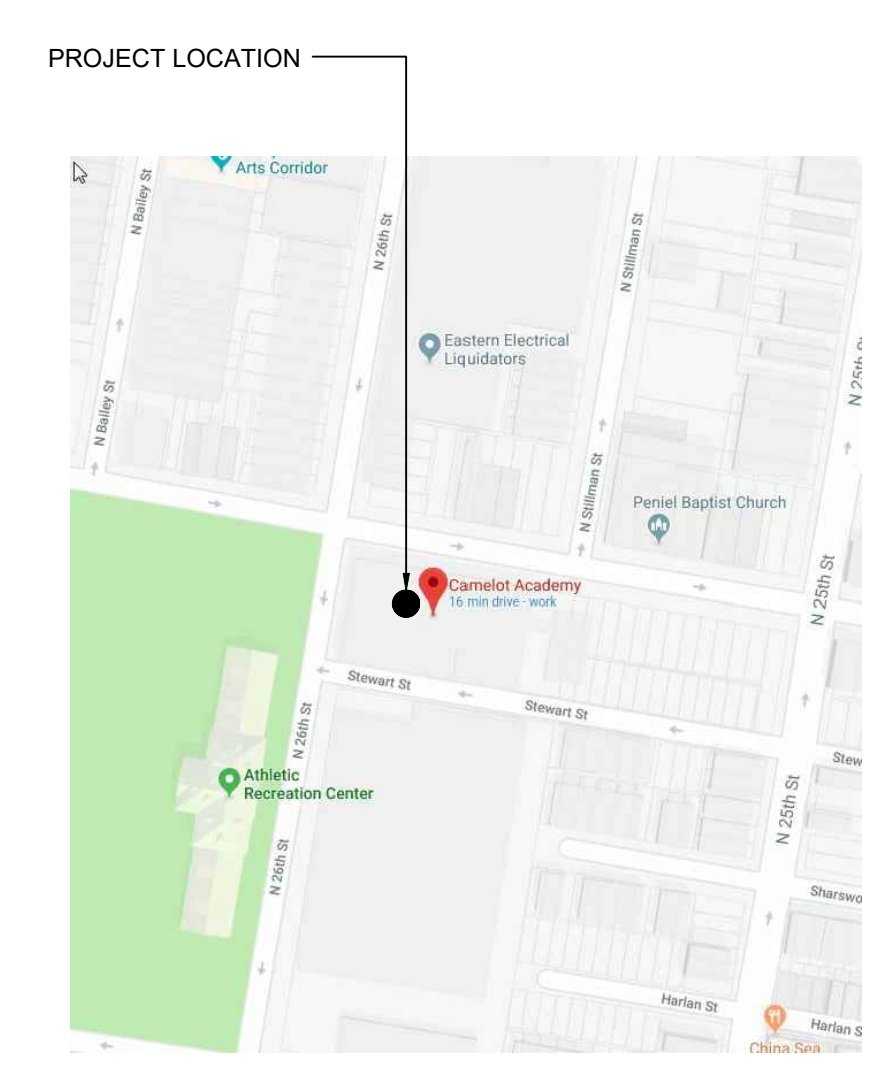 PROJECT LOCATION
Arts Corridor
N Bailey St
N 26th St
N Stillman St
Eastern Electrical
Liquidators
N 25th
N Bailey St
N Stillman St
Peniel Baptist Church
N 25th St
Camelot Academy
16 min drive - work
Stewart St
Stewart St
N 26th St
Stew
Athletic
Recreation Center
N 25th St
N 26th St
Sharswo
Harlan St
Harlan S
China Sea